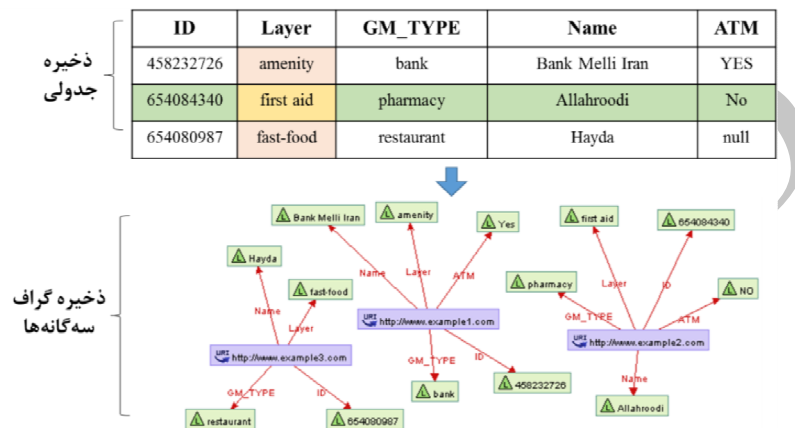 ID Layer GM_TYPE Name ATM
458232726 amenity bank Bank Melli Iran YES
654084340 first aid pharmacy Allahroodi No
654080987 fast-food restaurant Hayda null
ذخیره
جدولی
ذخیره گراف
سه‌گانه‌ها
Bank Melli Iran
amenity
Yes
first aid
654084340
Hayda
fast-food
Name
Layer
ATM
Layer
ID
pharmacy
NO
Name
Layer
GM_TYPE
ATM
URI http://www.example1.com
URI http://www.example2.com
URI http://www.example3.com
GM_TYPE
ID
Name
GM_TYPE
ID
bank
458232726
Allahroodi
restaurant
654080987